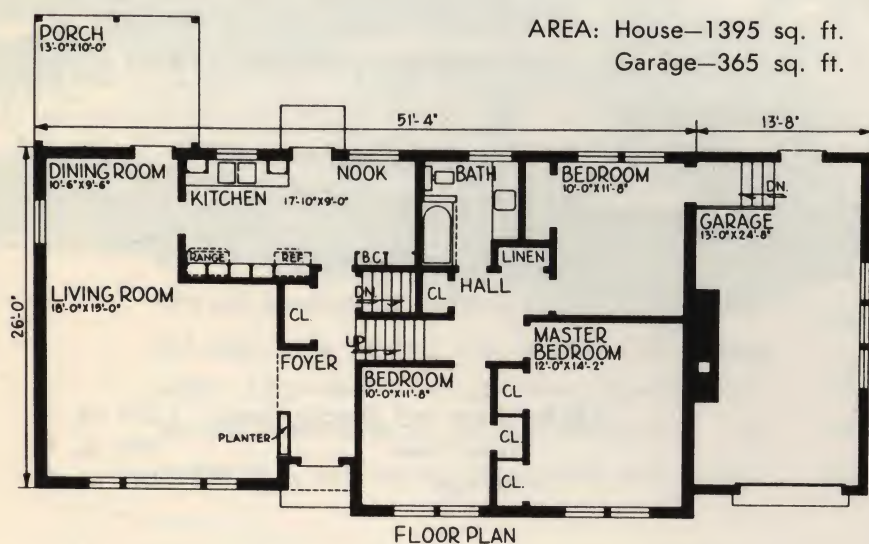 AREA: House—1395 sq. ft.
Garage—365 sq. ft.
PORCH
13'-0"X10'-0"
51'-4"
13'-8"
26'-0"
DINING ROOM
10'-6"X9'-6"
KITCHEN
17'-10"X9'-0"
NOOK
BATH
BEDROOM
10'-0"X11'-8"
DN.
GARAGE
13'-0"X24'-8"
RANGE
REF.
B.C.
LINEN
LIVING ROOM
18'-0"X15'-0"
CL.
DN.
CL.
HALL
UP
FOYER
MASTER
BEDROOM
12'-0"X14'-2"
BEDROOM
10'-0"X11'-8"
CL.
CL.
CL.
PLANTER
FLOOR PLAN